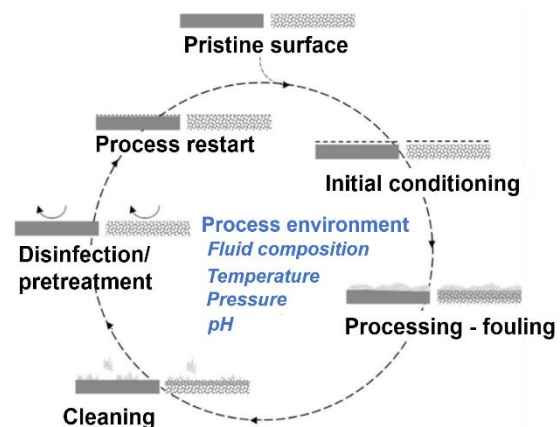 Pristine surface
Process restart
Initial conditioning
Disinfection/
pretreatment
Process environment
Fluid composition
Temperature
Pressure
pH
Processing - fouling
Cleaning